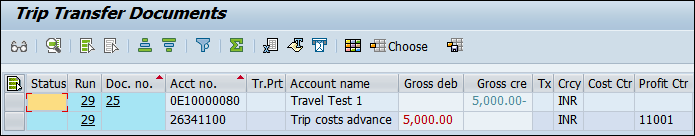 Trip Transfer Documents
Choose
Status Run Doc. no. Acct no. Tr.Prt Account name Gross deb Gross cre Tx Crcy Cost Ctr Profit Ctr
29 25 0E10000080 Travel Test 1 5,000.00- INR
29 26341100 Trip costs advance 5,000.00 INR 11001